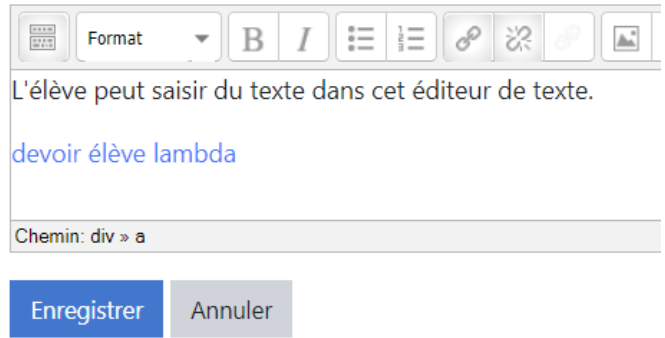 Format B I
L'élève peut saisir du texte dans cet éditeur de texte.
devoir élève lambda
Chemin: div » a
Enregistrer Annuler